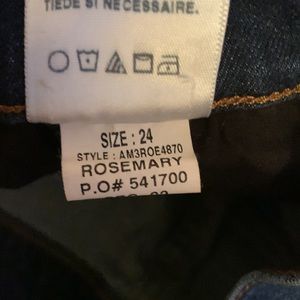 TIEDE SI NECESSAIRE.
SIZE : 24
STYLE : AM3ROE4870
ROSEMARY
P.O# 541700